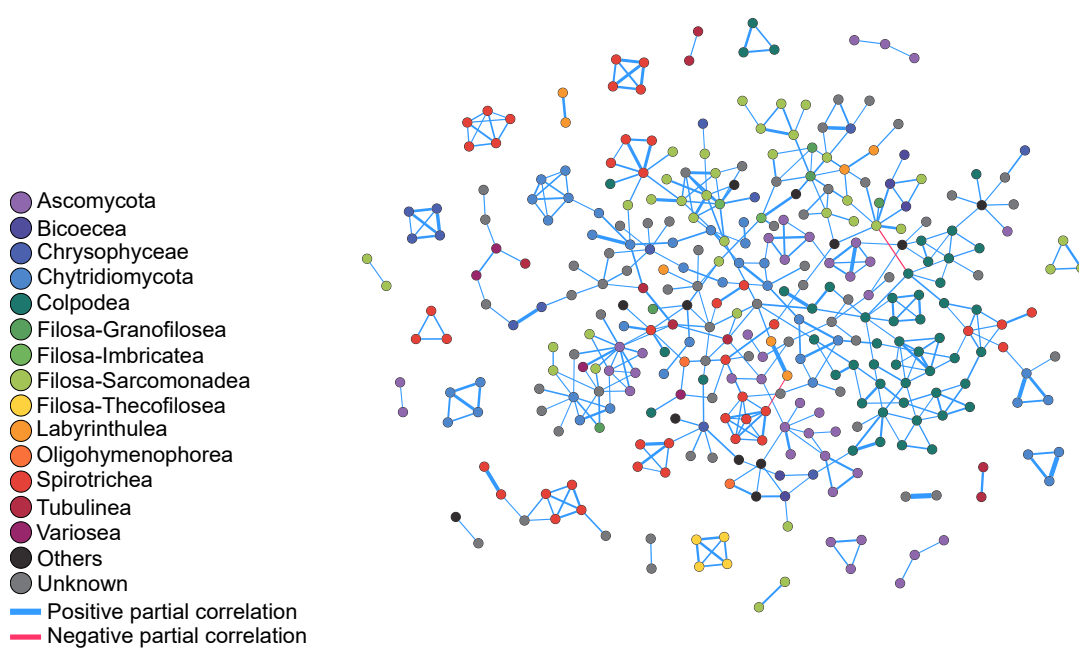 Ascomycota
Bicoecea
Chrysophyceae
Chytridiomycota
Colpodea
Filosa-Granofilosea
Filosa-Imbricatea
Filosa-Sarcomonadea
Filosa-Thecofilosea
Labyrinthulea
Oligohymenophorea
Spirotrichea
Tubulinea
Variosea
Others
Unknown
Positive partial correlation
Negative partial correlation